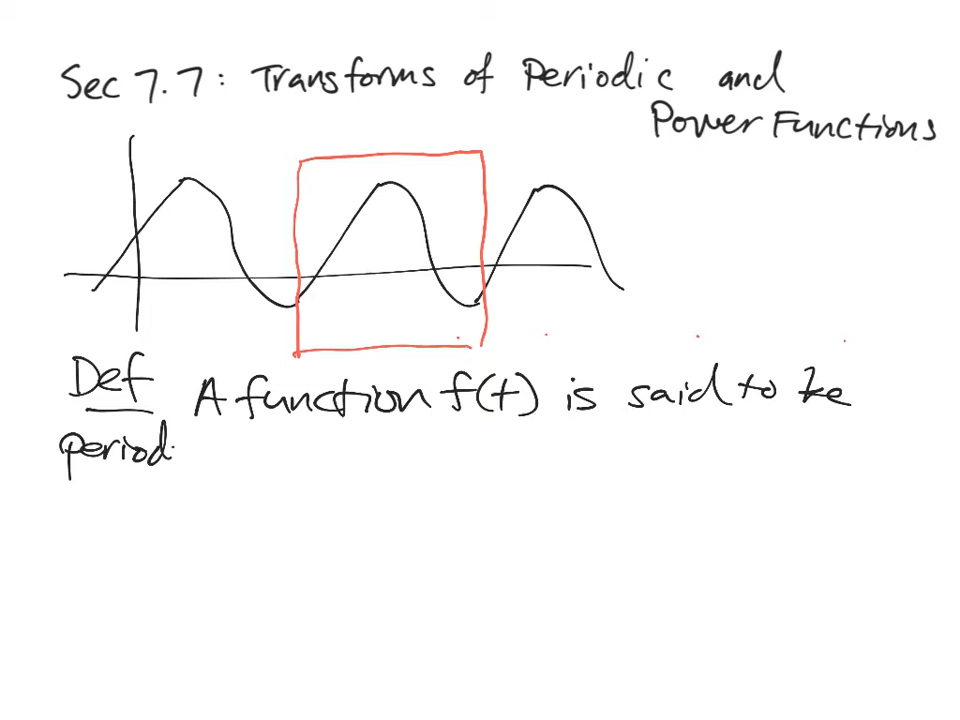 Sec 7.7: Transforms of Periodic and
Power Functions
Def A function f(t) is said to be
period